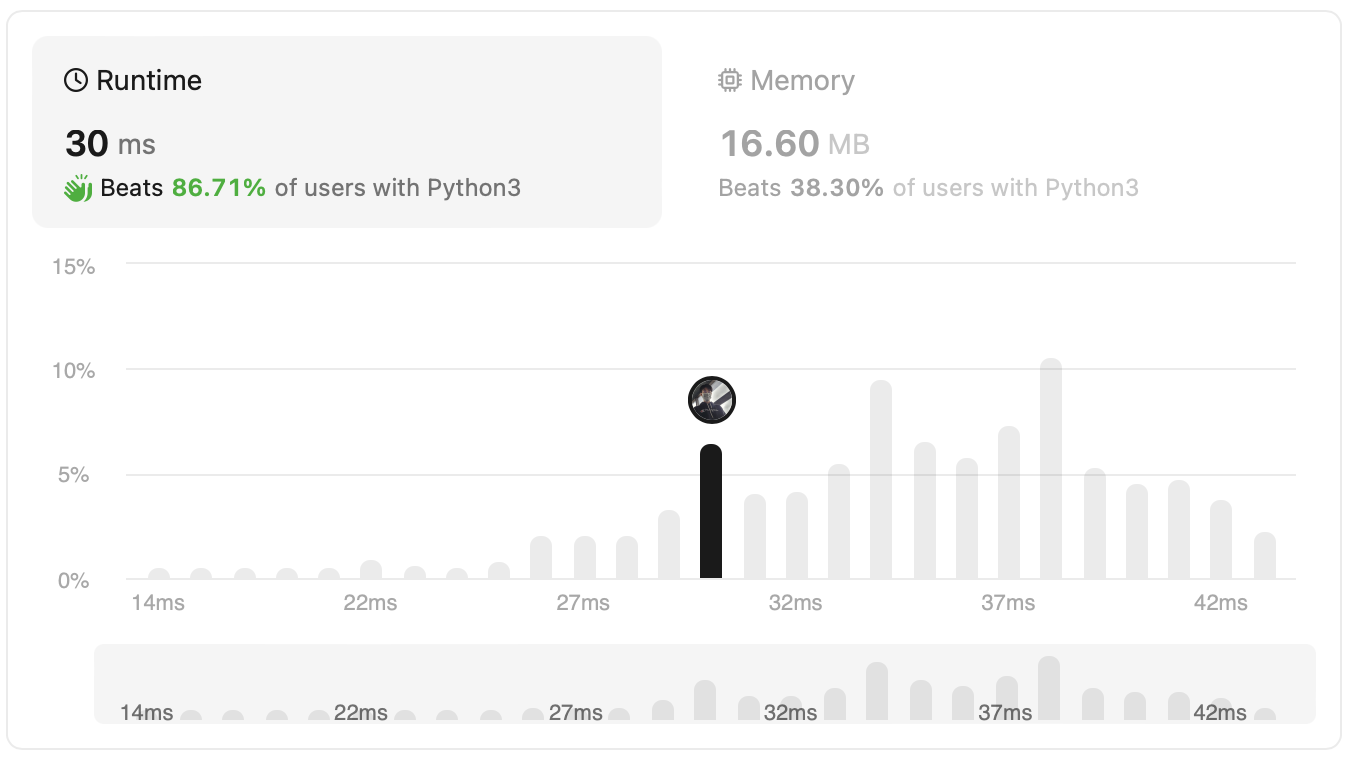 Runtime
30 ms
Beats 86.71% of users with Python3
Memory
16.60 MB
Beats 38.30% of users with Python3
15%
10%
5%
0%
14ms 22ms 27ms 32ms 37ms 42ms
14ms 22ms 27ms 32ms 37ms 42ms